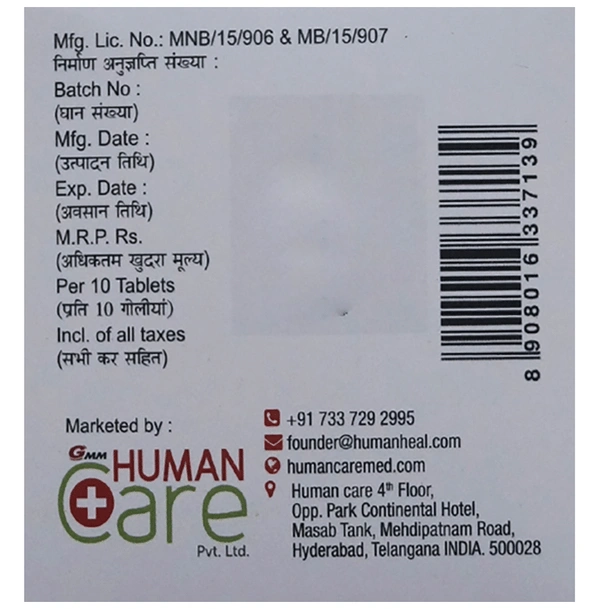 Mfg. Lic. No.: MNB/15/906 & MB/15/907
निर्माण अनुज्ञप्ति संख्या :
Batch No :
(घान संख्या)
Mfg. Date :
(उत्पादन तिथि)
Exp. Date :
(अवसान तिथि)
M.R.P. Rs.
(अधिकतम खुदरा मूल्य)
Per 10 Tablets
(प्रति 10 गोलीयां)
Incl. of all taxes
(सभी कर सहित)
8 908016 337139
Marketed by :
GMM
HUMAN
Care
Pvt. Ltd.
+91 733 729 2995
founder@humanheal.com
humancaremed.com
Human care 4th Floor,
Opp. Park Continental Hotel,
Masab Tank, Mehdipatnam Road,
Hyderabad, Telangana INDIA. 500028